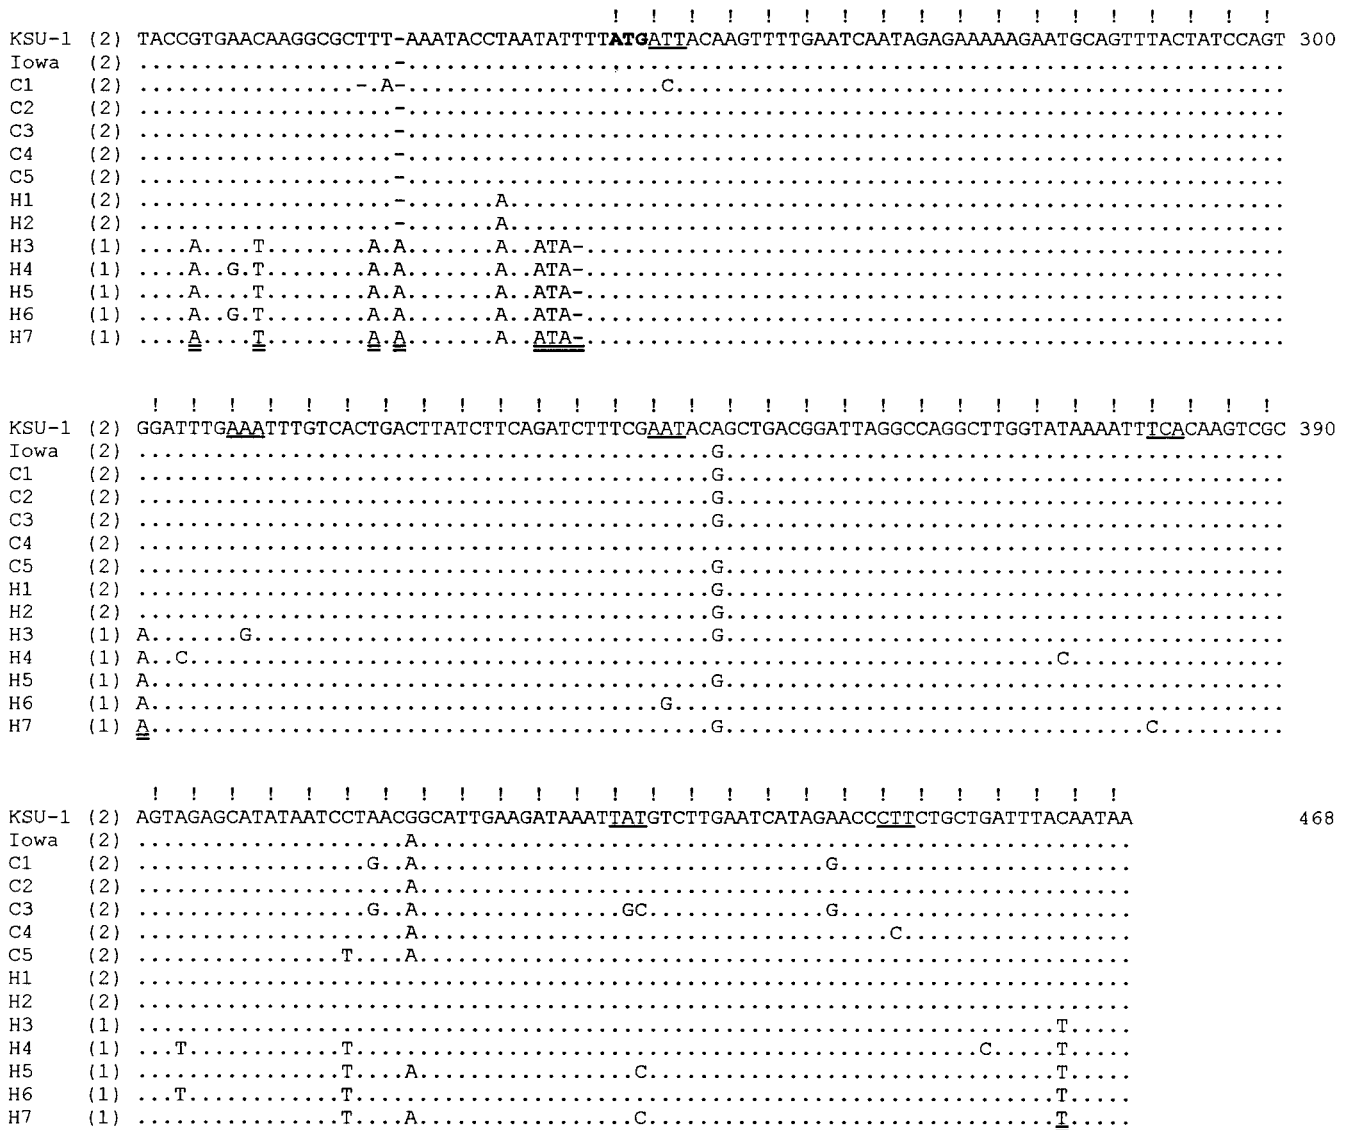 ! ! ! ! ! ! ! ! ! ! ! ! ! ! ! ! ! !
KSU-1 (2) TACCGTGAACAAGGCGCTTT-AAATACCTAATATTTTATGATTACAAGTTTTGAATCAATAGAGAAAAAGAATGCAGTTTACTATCCAGT 300
Iowa (2) ....................-.....................................................................
C1 (2) .................-.A-....................C................................................
C2 (2) ....................-.....................................................................
C3 (2) ....................-.....................................................................
C4 (2) ....................-.....................................................................
C5 (2) ....................-.....................................................................
H1 (2) ....................-.......A.............................................................
H2 (2) ....................-.......A.............................................................
H3 (1) ....A....T........A.A.......A..ATA-.......................................................
H4 (1) ....A..G.T........A.A.......A..ATA-.......................................................
H5 (1) ....A....T........A.A.......A..ATA-.......................................................
H6 (1) ....A..G.T........A.A.......A..ATA-.......................................................
H7 (1) ....A....T........A.A.......A..ATA-.......................................................
! ! ! ! ! ! ! ! ! ! ! ! ! ! ! ! ! ! ! ! ! ! ! ! ! ! ! ! ! !
KSU-1 (2) GGATTTGAAATTTGTCACTGACTTATCTTCAGATCTTTCGAATACAGCTGACGGATTAGGCCAGGCTTGGTATAAAATTTCACAAGTCGC 390
Iowa (2) .............................................G............................................
C1 (2) .............................................G............................................
C2 (2) .............................................G............................................
C3 (2) .............................................G............................................
C4 (2) ..........................................................................................
C5 (2) .............................................G............................................
H1 (2) .............................................G............................................
H2 (2) .............................................G............................................
H3 (1) A.......G....................................G............................................
H4 (1) A..C....................................................................C.................
H5 (1) A............................................G............................................
H6 (1) A........................................G................................................
H7 (1) A............................................G.................................C..........
! ! ! ! ! ! ! ! ! ! ! ! ! ! ! ! ! ! ! ! ! ! ! ! ! !
KSU-1 (2) AGTAGAGCATATAATCCTAACGGCATTGAAGATAAATTATGTCTTGAATCATAGAACCCTTCTGCTGATTTACAATAA 468
Iowa (2) .....................A........................................................
C1 (2) ..................G..A................................G.......................
C2 (2) .....................A........................................................
C3 (2) ..................G..A................GC..............G.......................
C4 (2) .....................A.....................................C..................
C5 (2) ................T....A........................................................
H1 (2) ..............................................................................
H2 (2) ..............................................................................
H3 (1) ........................................................................T.....
H4 (1) ...T............T.................................................C.....T.....
H5 (1) ................T....A.................C................................T.....
H6 (1) ...T............T.......................................................T.....
H7 (1) ................T....A.................C................................T.....